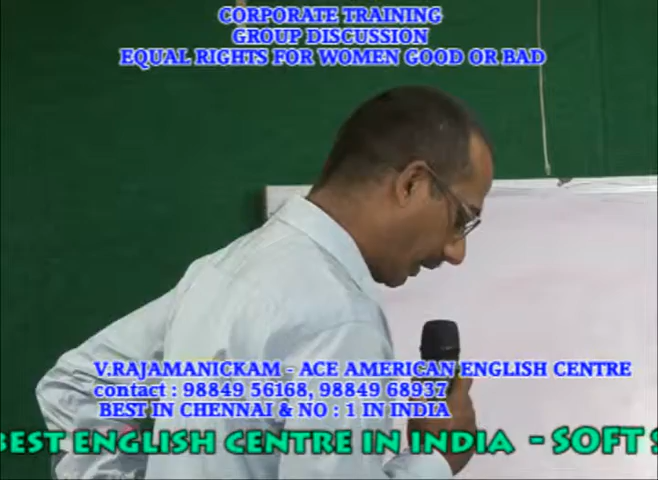 CORPORATE TRAINING
GROUP DISCUSSION
EQUAL RIGHTS FOR WOMEN GOOD OR BAD
V.RAJAMANICKAM - ACE AMERICAN ENGLISH CENTRE
contact : 98849 56168, 98849 68937
BEST IN CHENNAI & NO : 1 IN INDIA
BEST ENGLISH CENTRE IN INDIA - SOFT S